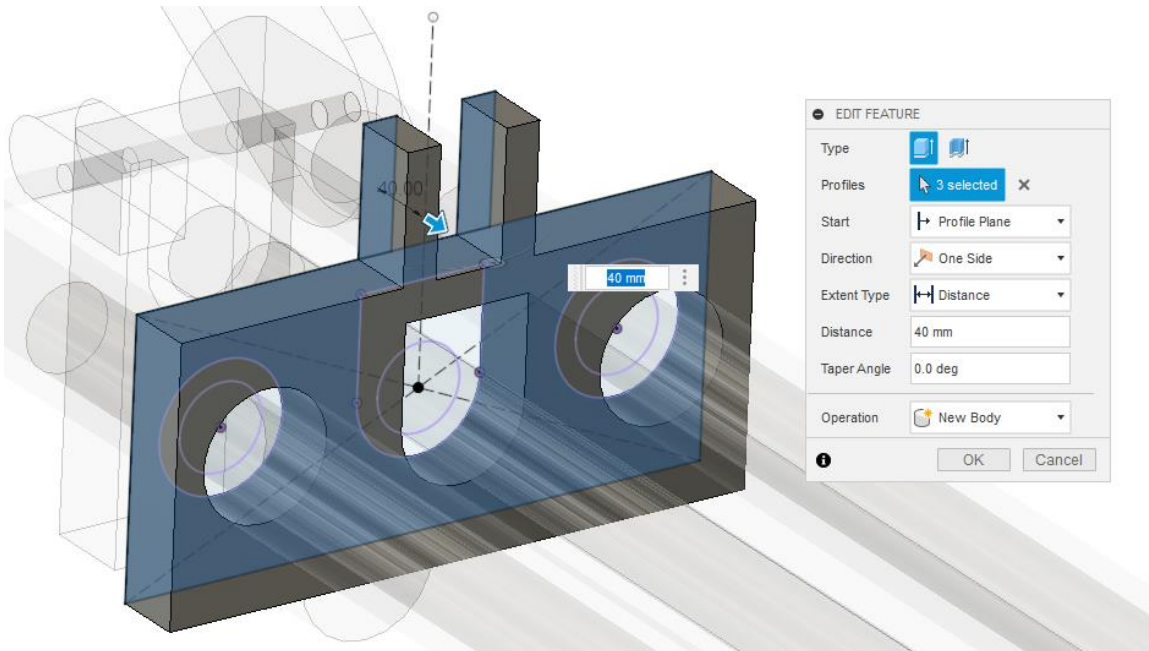 40.00
40 mm
EDIT FEATURE
Type
Profiles 3 selected
Start Profile Plane
Direction One Side
Extent Type Distance
Distance 40 mm
Taper Angle 0.0 deg
Operation New Body
OK Cancel